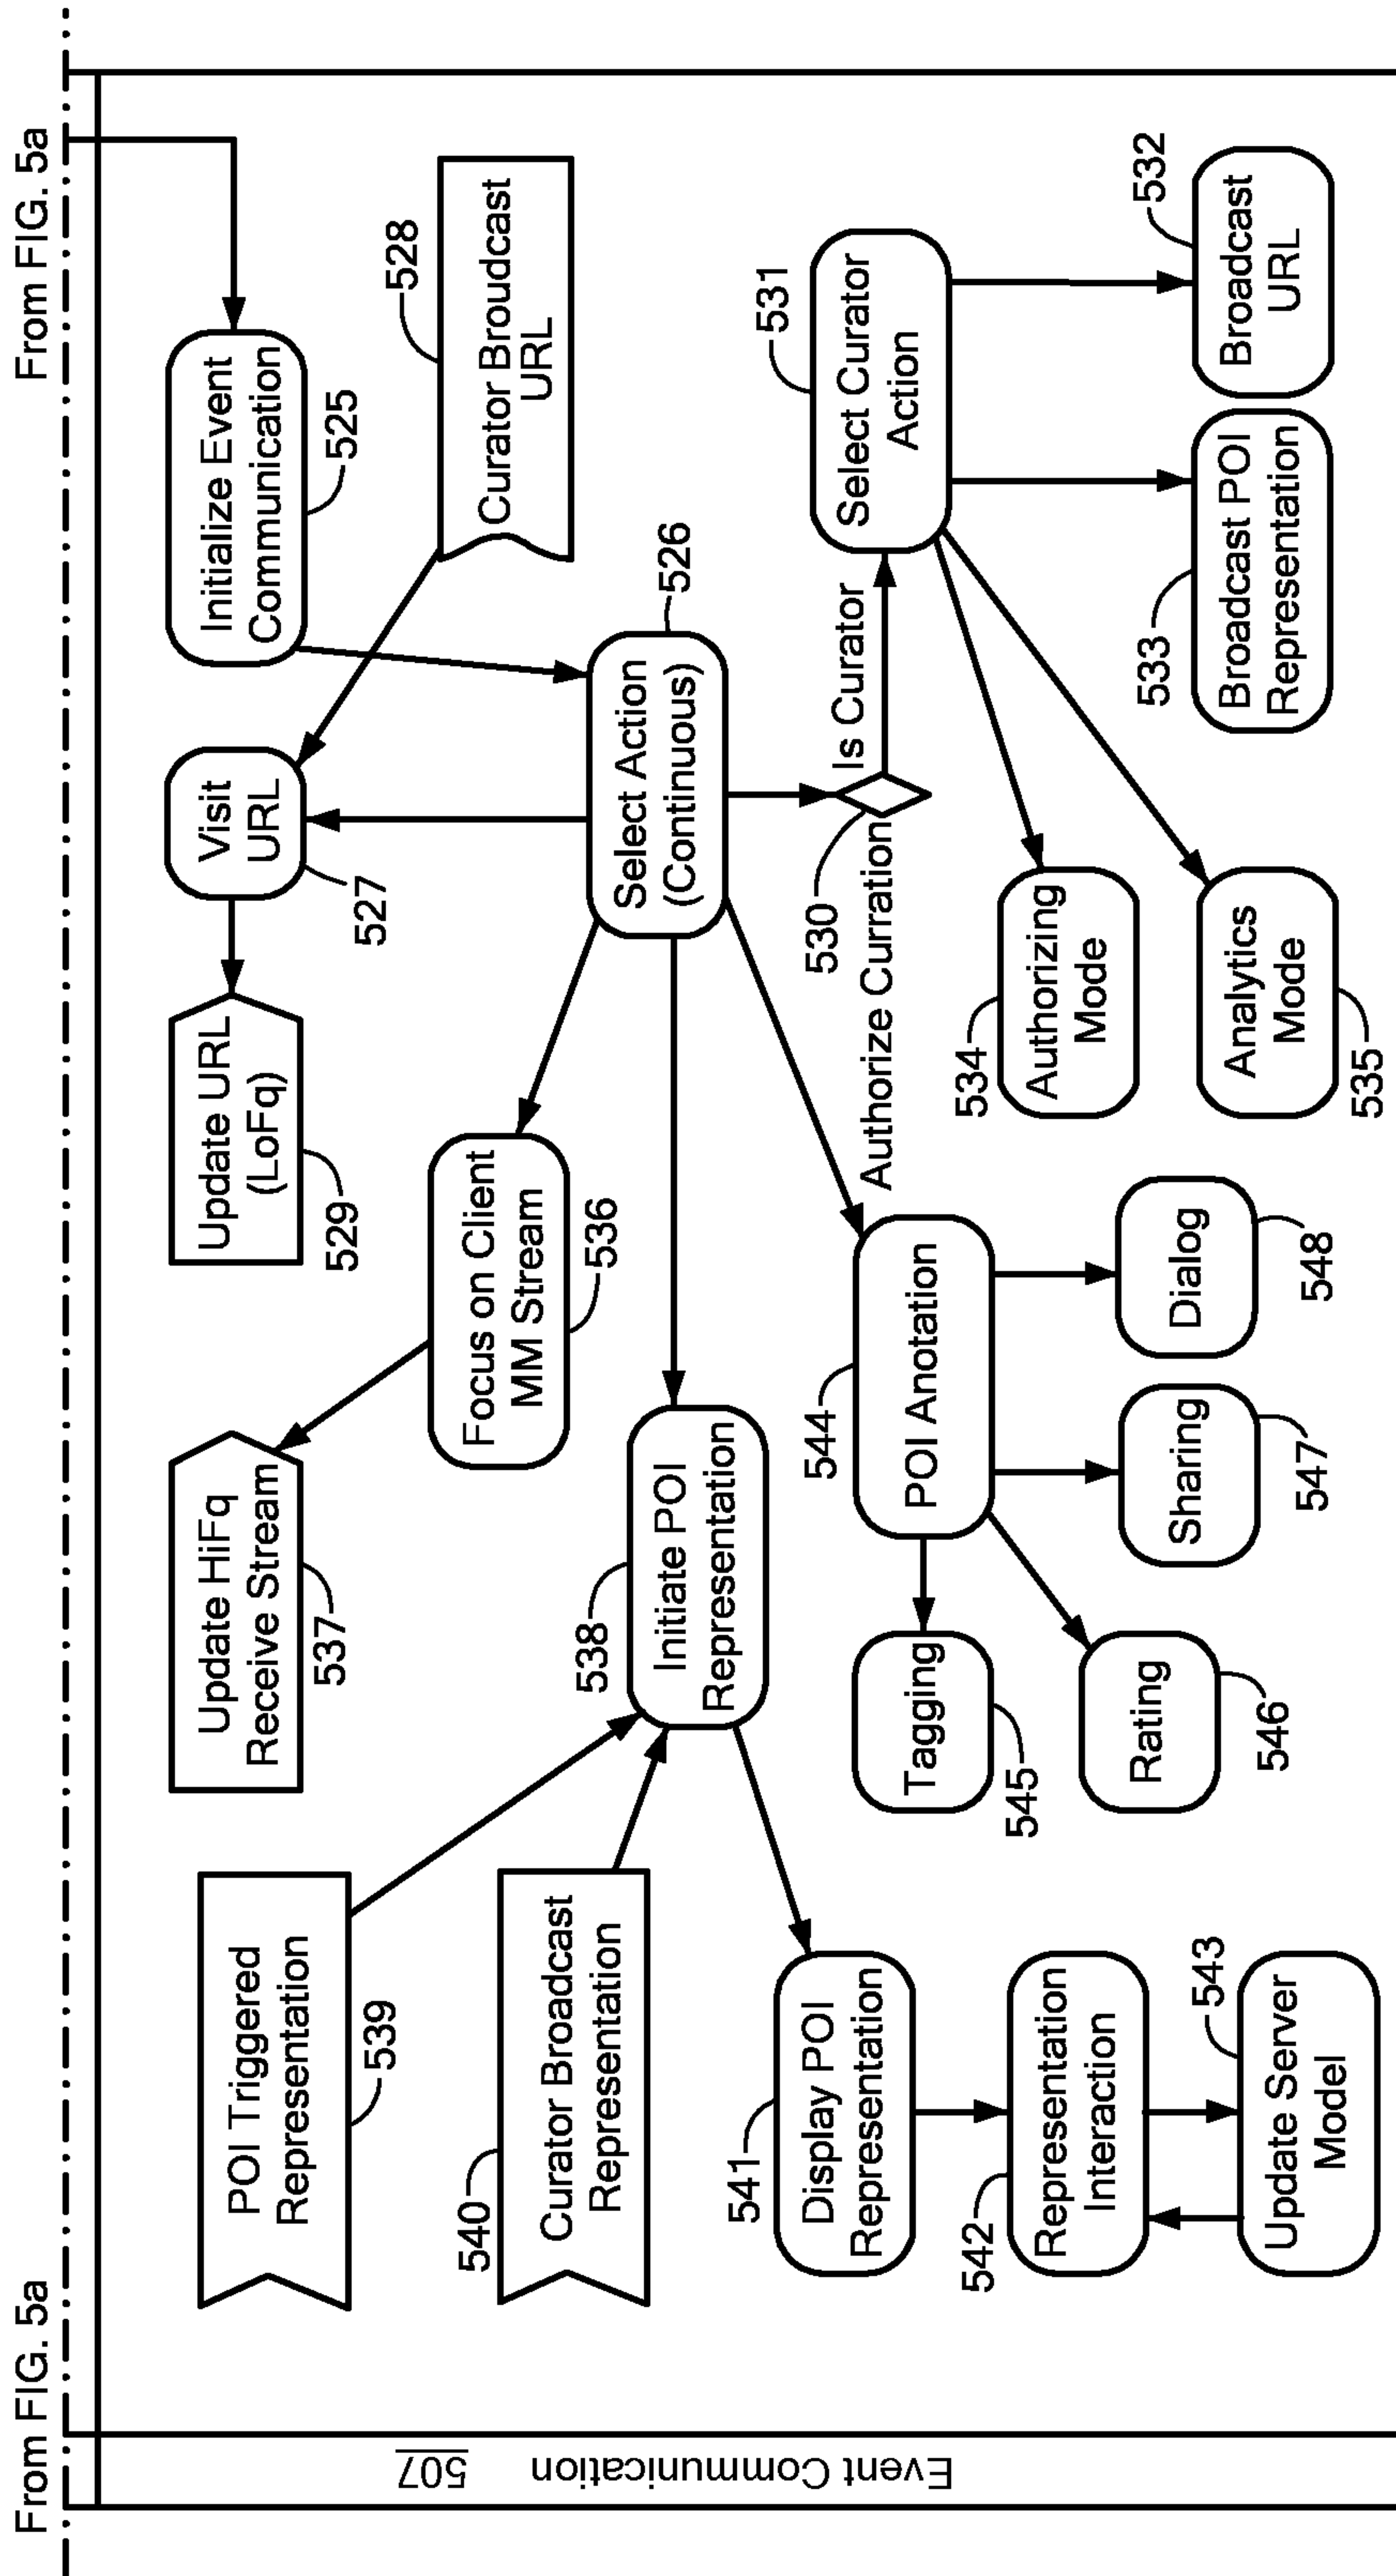 From FIG. 5a
From FIG. 5a
Event Communication 507
POI Triggered
Representation
539
Update HiFq
Receive Stream
537
Update URL
(LoFq)
529
Visit
URL
527
Initialize Event
Communication
525
540
Curator Broadcast
Representation
Focus on Client
MM Stream
536
528
Curator Broudcast
URL
538
Initiate POI
Representation
Select Action
(Continuous)
526
541
Display POI
Representation
544
POI Anotation
530
Authorize Curration
Is Curator
531
Select Curator
Action
Tagging
545
542
Representation
Interaction
534
Authorizing
Mode
Rating
546
Sharing
547
Dialog
548
543
Update Server
Model
Analytics
Mode
535
533
Broadcast POI
Representation
532
Broadcast
URL